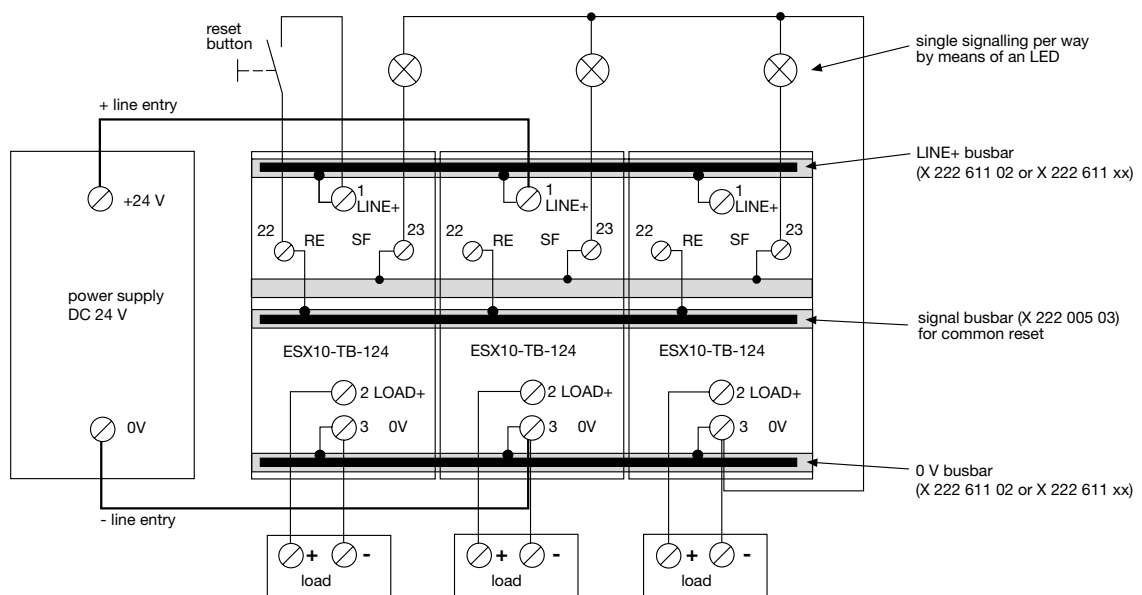 reset
button
single signalling per way
by means of an LED
+ line entry
LINE+ busbar
(X 222 611 02 or X 222 611 xx)
+24 V
1
LINE+
1
LINE+
1
LINE+
22
RE
SF
23
22
RE
SF
23
22
RE
SF
23
power supply
DC 24 V
signal busbar (X 222 005 03)
for common reset
ESX10-TB-124
ESX10-TB-124
ESX10-TB-124
2 LOAD+
2 LOAD+
2 LOAD+
0V
3 0V
3 0V
3 0V
0 V busbar
(X 222 611 02 or X 222 611 xx)
- line entry
+ -
load
+ -
load
+ -
load